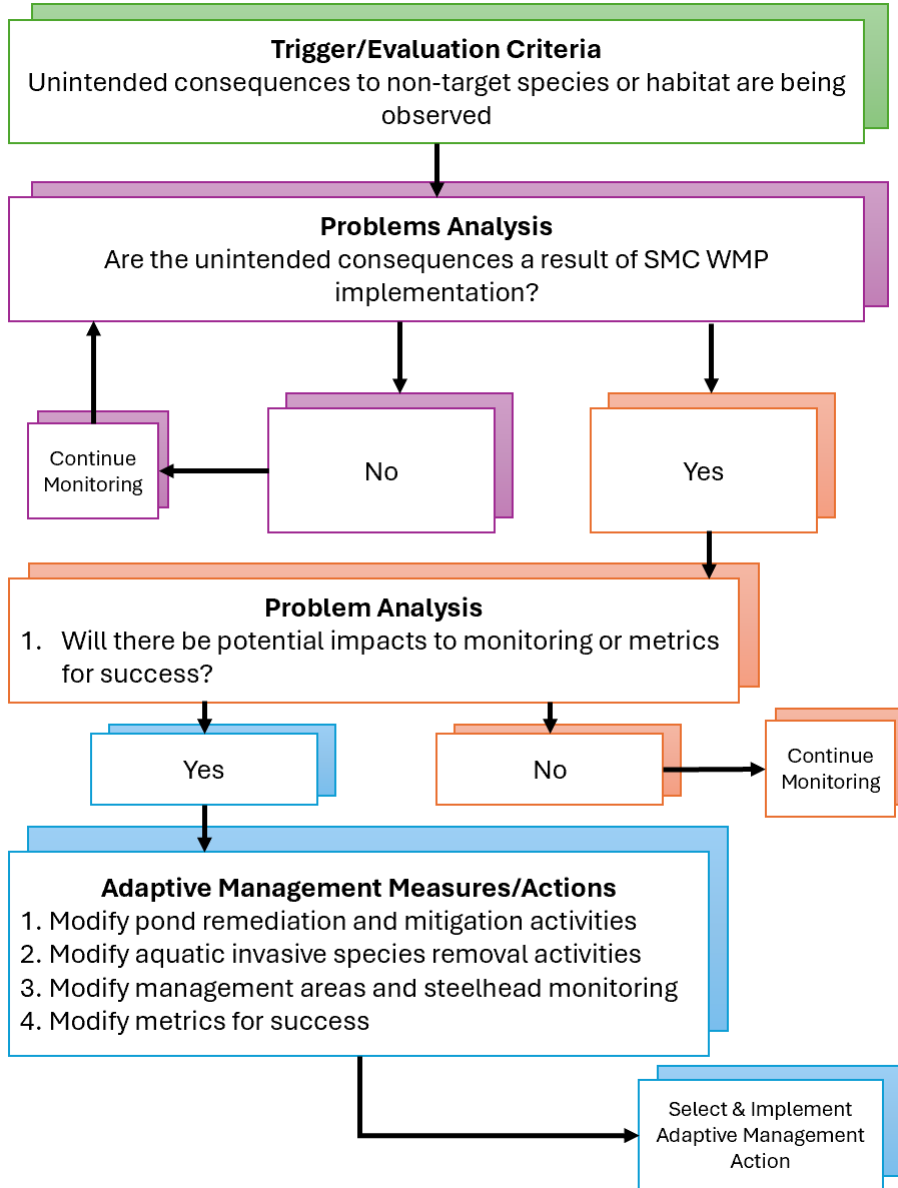 Trigger/Evaluation Criteria
Unintended consequences to non-target species or habitat are being
observed
Problems Analysis
Are the unintended consequences a result of SMC WMP
implementation?
Continue
Monitoring
No
Yes
Problem Analysis
1. Will there be potential impacts to monitoring or metrics
for success?
Yes
No
Continue
Monitoring
Adaptive Management Measures/Actions
1. Modify pond remediation and mitigation activities
2. Modify aquatic invasive species removal activities
3. Modify management areas and steelhead monitoring
4. Modify metrics for success
Select & Implement
Adaptive Management
Action